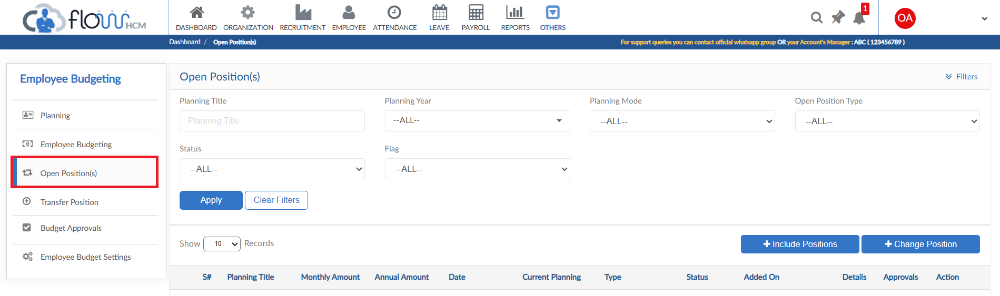 flowHCM
DASHBOARD ORGANIZATION RECRUITMENT EMPLOYEE ATTENDANCE LEAVE PAYROLL REPORTS OTHERS
1
OA
Dashboard / Open Position(s)
For support queries you can contact official whatsapp group OR your Account's Manager : ABC ( 123456789 )
Employee Budgeting
Planning
Employee Budgeting
Open Position(s)
Transfer Position
Budget Approvals
Employee Budget Settings
Open Position(s)
Filters
Planning Title Planning Year Planning Mode Open Position Type
Planning Title --ALL-- --ALL-- --ALL--
Status Flag
--ALL-- --ALL--
Apply Clear Filters
Show 10 Records
Include Positions Change Position
S# Planning Title Monthly Amount Annual Amount Date Current Planning Type Status Added On Details Approvals Action